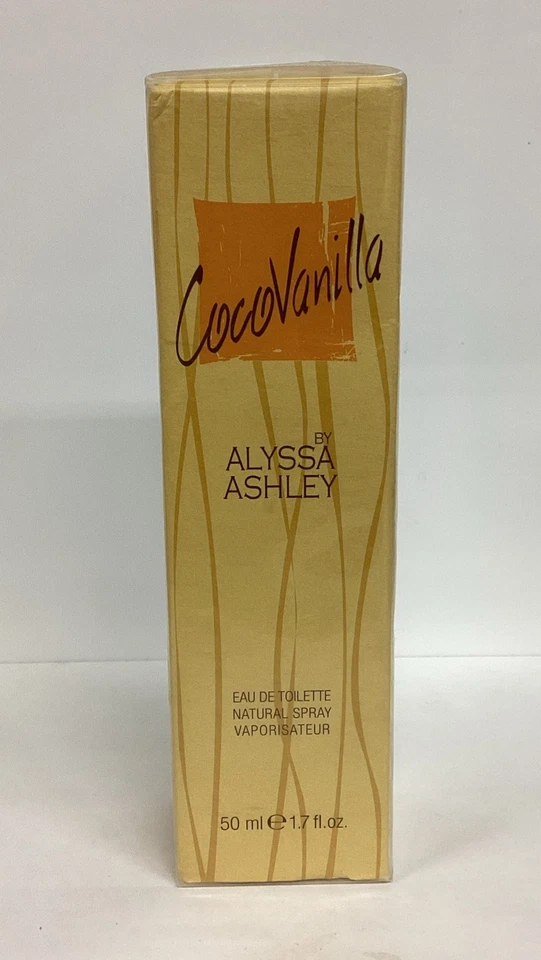 CocoVanilla
BY
ALYSSA
ASHLEY
EAU DE TOILETTE
NATURAL SPRAY
VAPORISATEUR
50 ml ℮ 1.7 fl.oz.